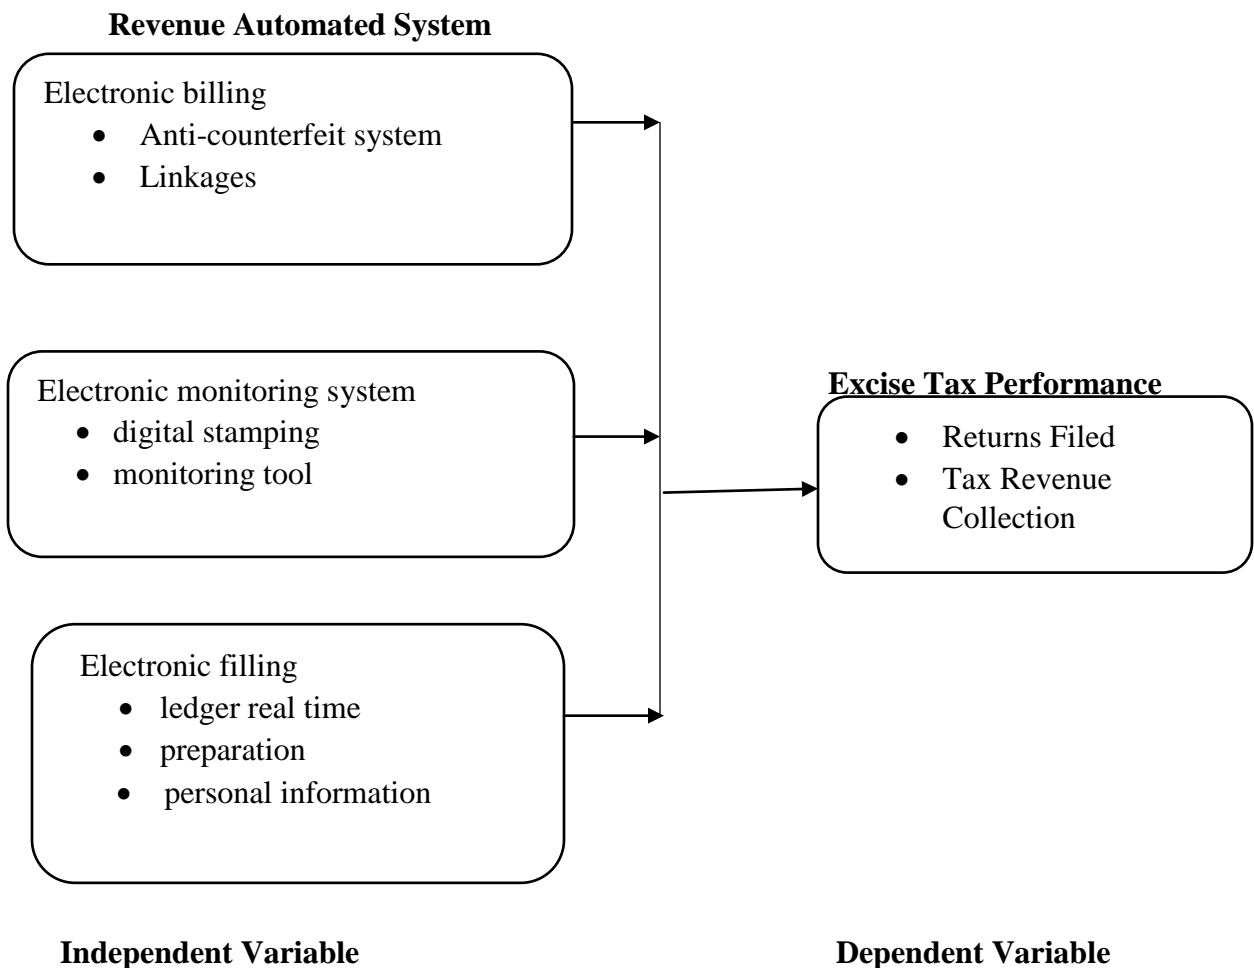 Revenue Automated System
Electronic billing
• Anti-counterfeit system
• Linkages
Electronic monitoring system
• digital stamping
• monitoring tool
Electronic filling
• ledger real time
• preparation
• personal information
Excise Tax Performance
• Returns Filed
• Tax Revenue
Collection
Independent Variable
Dependent Variable